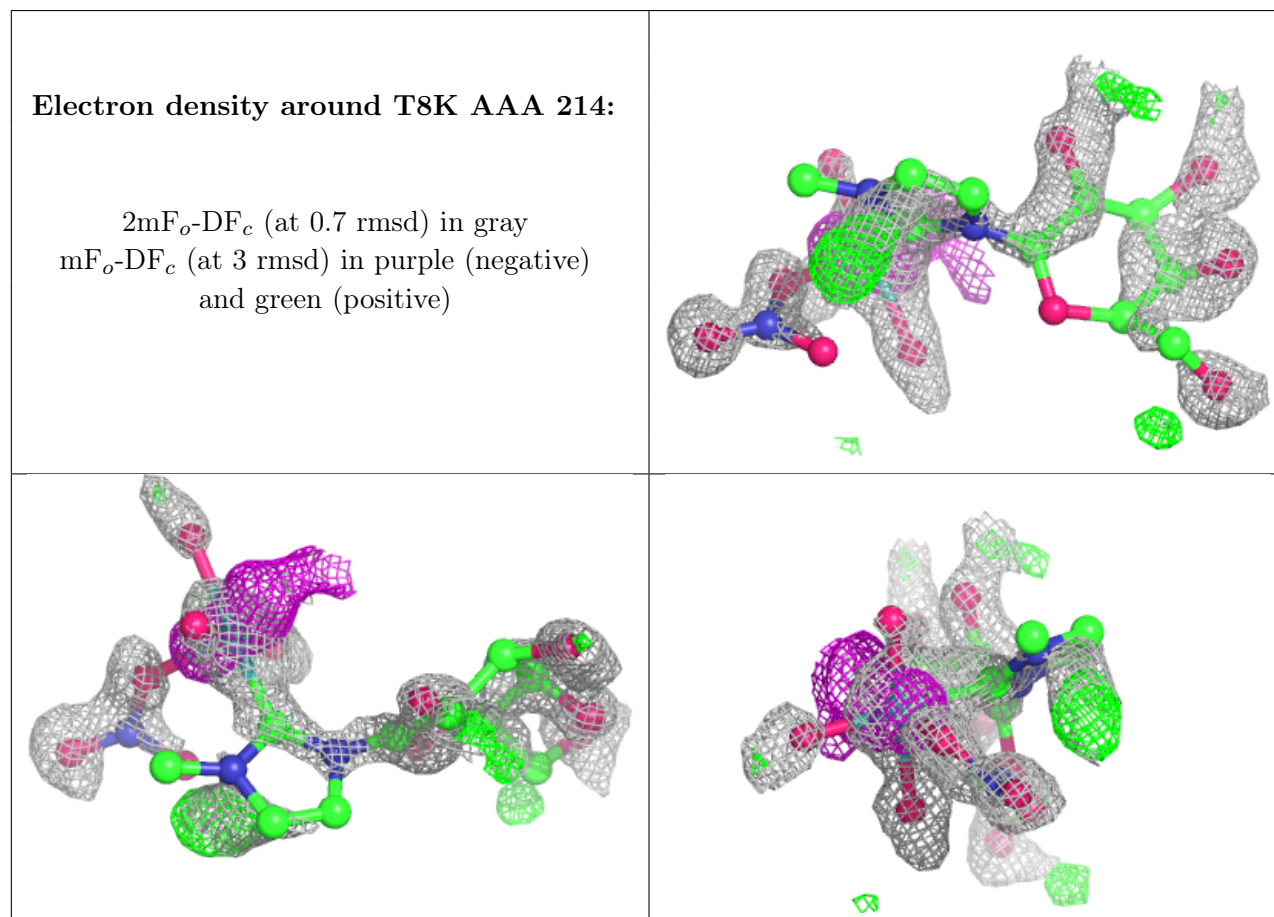 Electron density around T8K AAA 214:
2mFo-DFc (at 0.7 rmsd) in gray
mFo-DFc (at 3 rmsd) in purple (negative)
and green (positive)